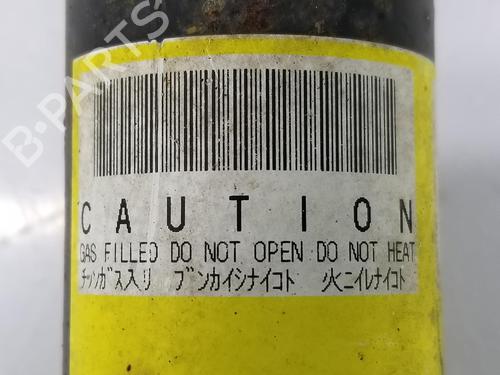 B-PARTS
CAUTION
GAS FILLED DO NOT OPEN DO NOT HEAT
ﾁｯｿｶﾞｽ入ﾘ ﾌﾞﾝｶｲｼﾅｲｺﾄ 火ﾆｲﾚﾅｲｺﾄ